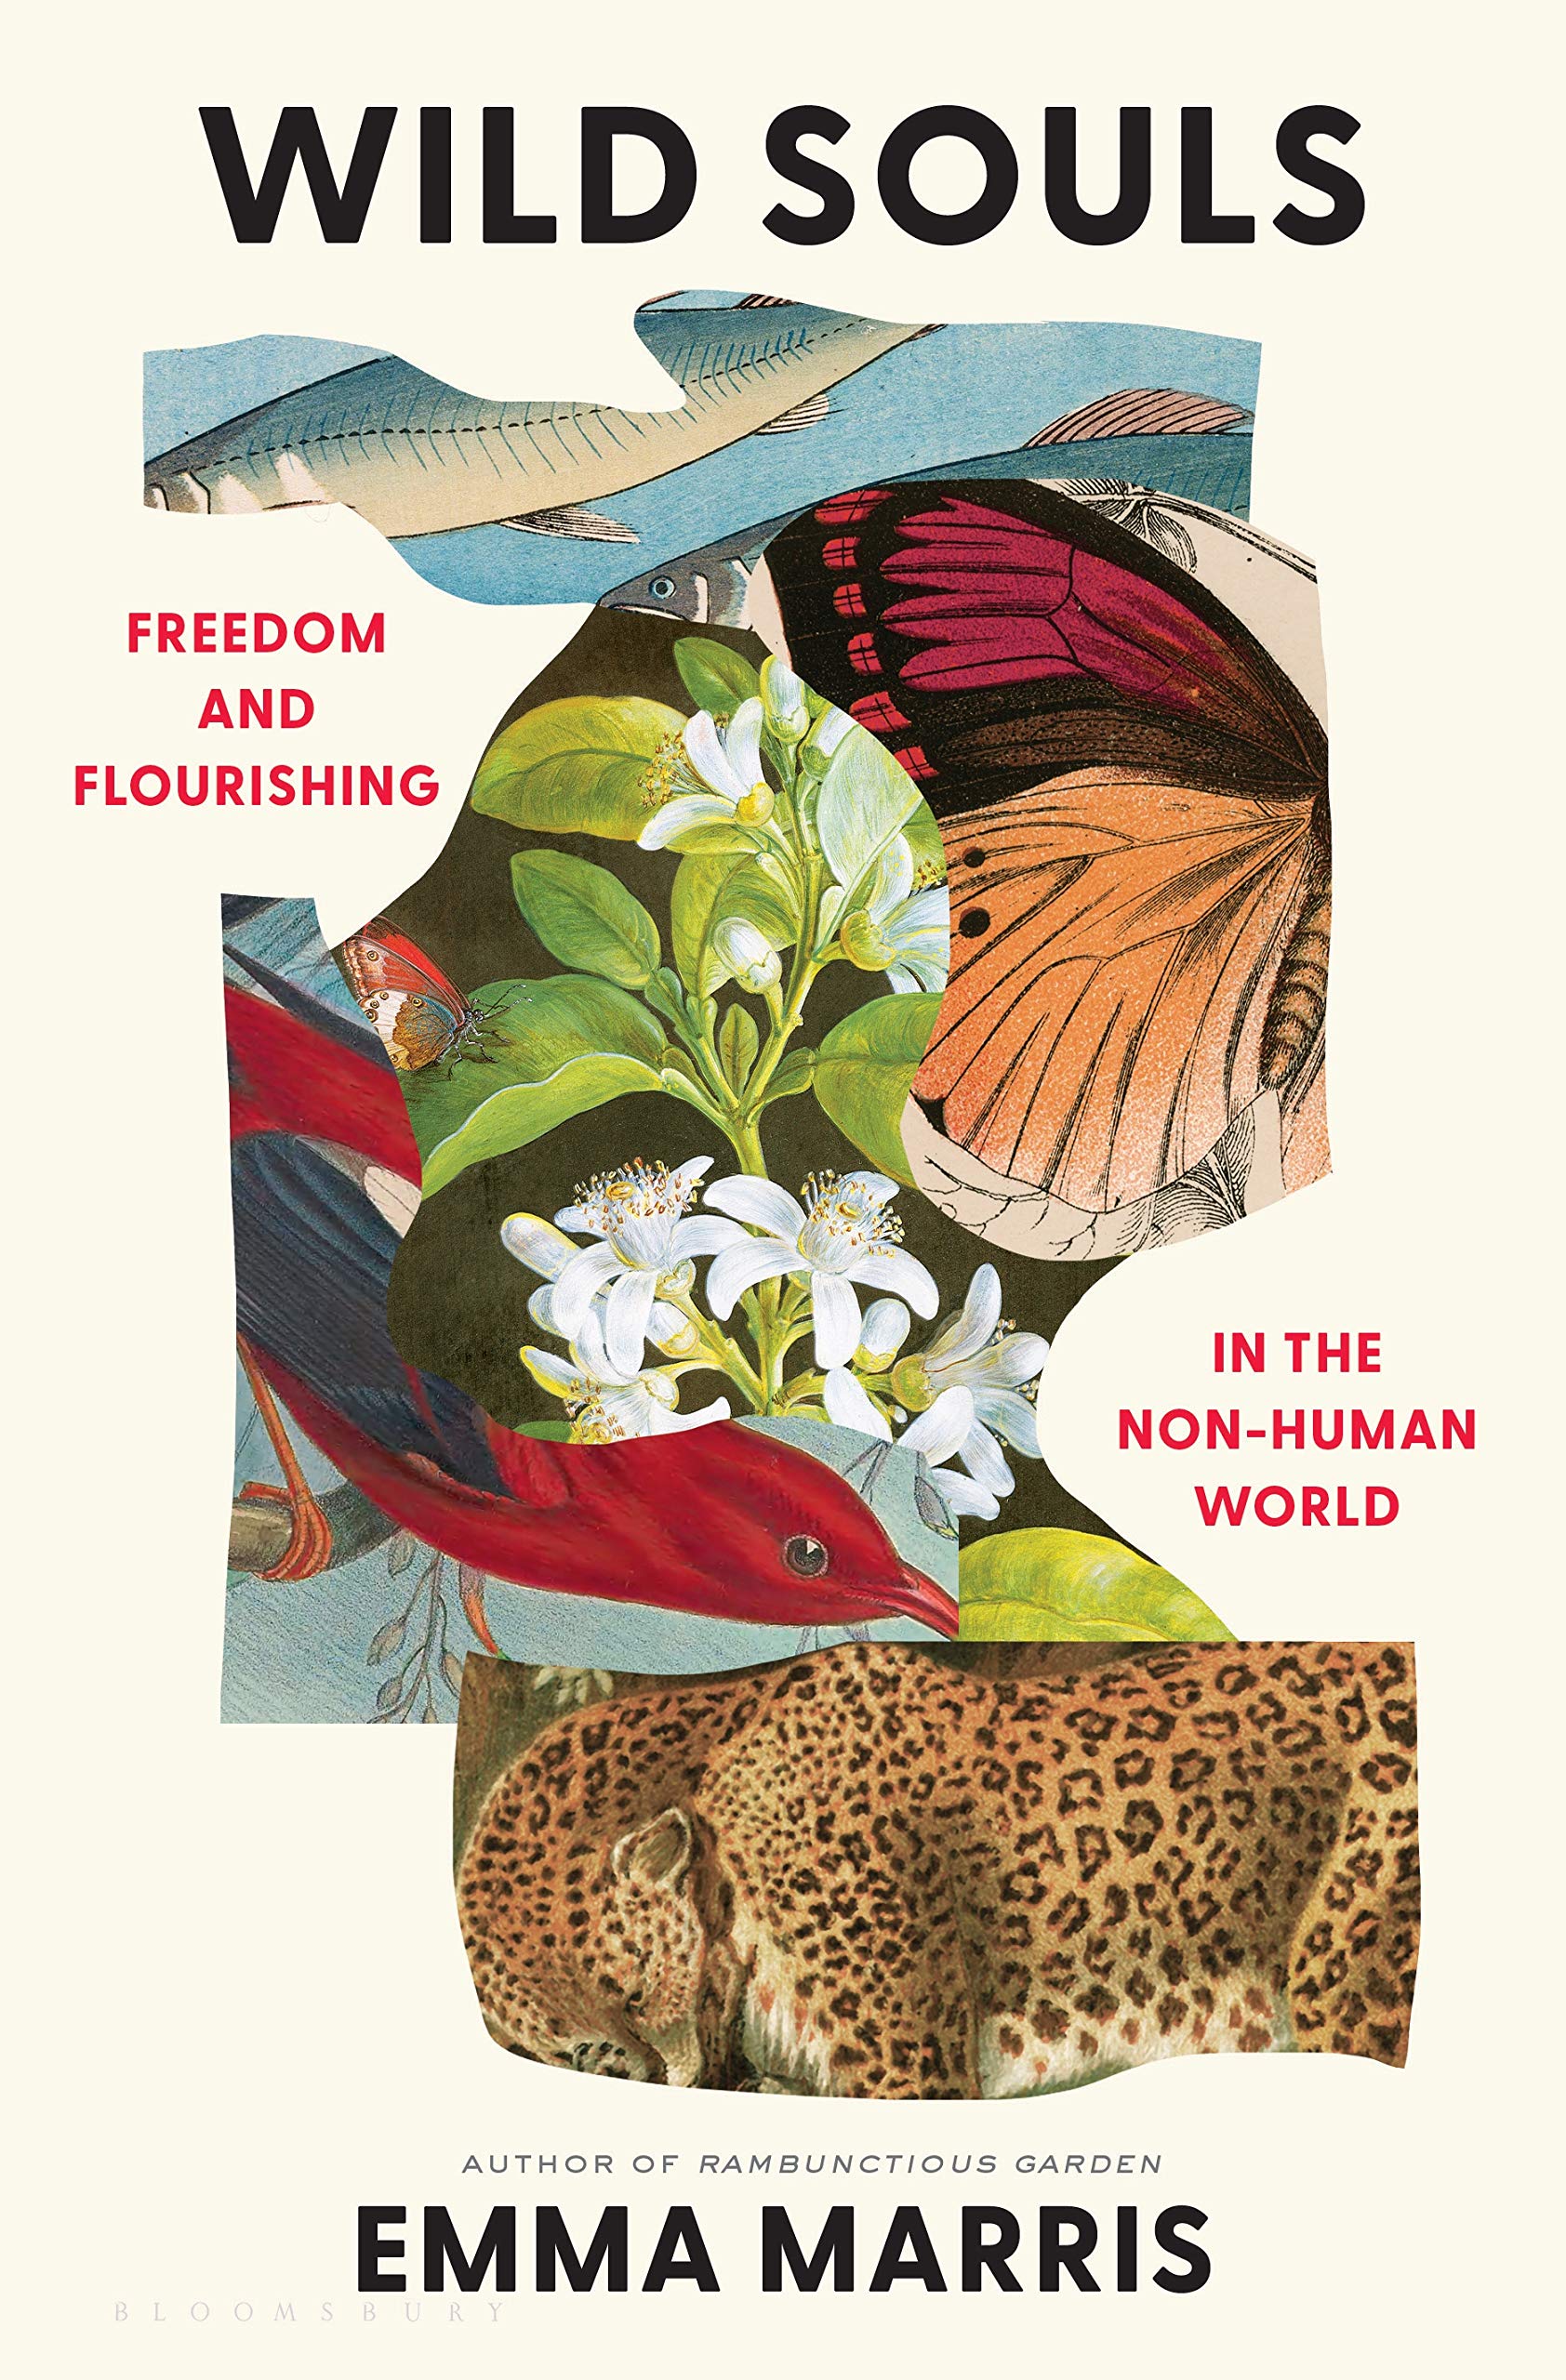 WILD SOULS
FREEDOM
AND
FLOURISHING
IN THE
NON-HUMAN
WORLD
AUTHOR OF RAMBUNCTIOUS GARDEN
EMMA MARRIS
BLOOMSBURY